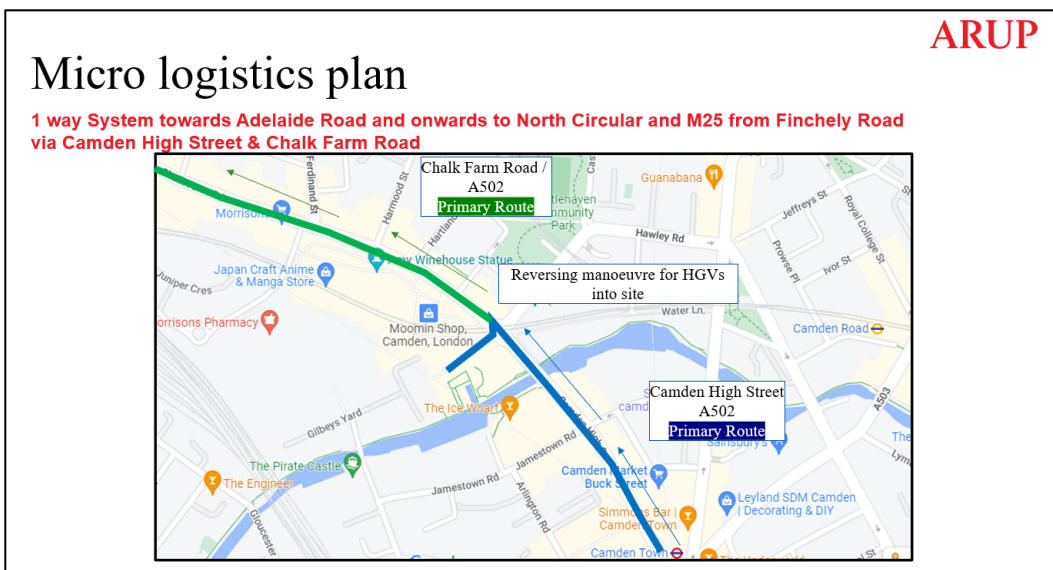 ARUP
Micro logistics plan
1 way System towards Adelaide Road and onwards to North Circular and M25 from Finchely Road
via Camden High Street & Chalk Farm Road
Chalk Farm Road /
A502
Primary Route
Guanabana
Ferdinand St
Harmood St
Hartland
Jeffreys St
Royal College St
Morrisons
Community
Park
Hawley Rd
Prowse Pl
Ivor St
Winehouse Statue
Japan Craft Anime
& Manga Store
Juniper Cres
Reversing manoeuvre for HGVs
into site
Water Ln.
Moomin Shop,
Camden, London
Camden Road
Pharmacy
Camden High Street
A502
Primary Route
A503
The Ice Wharf
Gilbeys Yard
Jamestown Rd
Sainsbury's
The Pirate Castle
Camden Market
Buck Street
The Engineer
Jamestown Rd
Arlington Rd
Leyland SDM Camden
| Decorating & DIY
Gloucester
Simmons Bar |
Camden Town
Camden Town